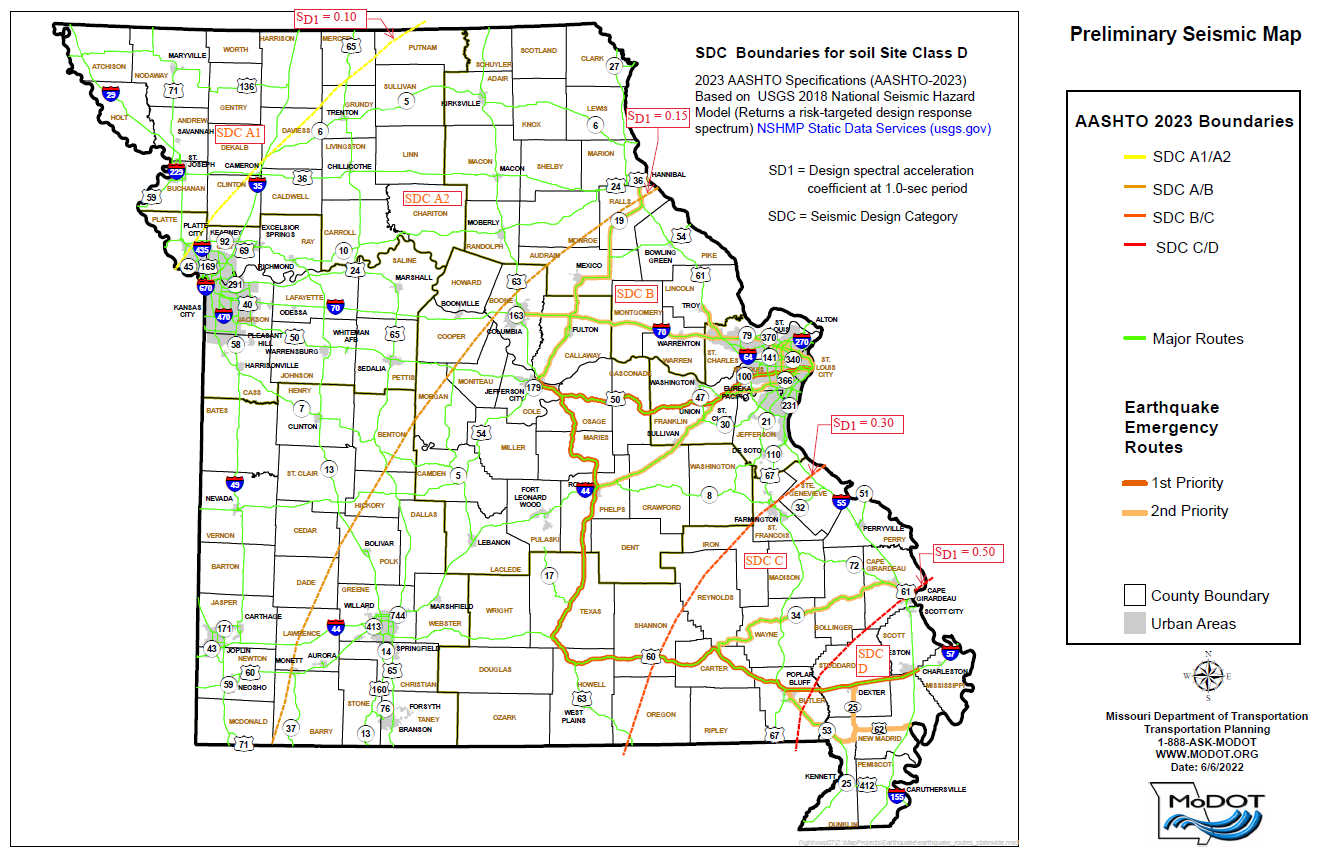 S_D1 = 0.10
S_D1 = 0.15
S_D1 = 0.30
S_D1 = 0.50
SDC Boundaries for soil Site Class D
2023 AASHTO Specifications (AASHTO-2023)
Based on USGS 2018 National Seismic Hazard
Model (Returns a risk-targeted design response
spectrum) NSHMP Static Data Services (usgs.gov)
SD1 = Design spectral acceleration
coefficient at 1.0-sec period
SDC = Seismic Design Category
SDC A1
SDC A2
SDC B
SDC C
SDC
D
ATCHISON
NODAWAY
MARYVILLE
WORTH
HARRISON
PUTNAM
SCHUYLER
SCOTLAND
CLARK
HOLT
ANDREW
SAVANNAH
GENTRY
DEKALB
DAVIESS
GRUNDY
TRENTON
SULLIVAN
ADAIR
KIRKSVILLE
KNOX
LEWIS
ST.
JOSEPH
CAMERON
BUCHANAN
CLINTON
CALDWELL
LIVINGSTON
CHILLICOTHE
LINN
MACON
MACON
SHELBY
MARION
HANNIBAL
RALLS
PLATTE
PLATTE
CITY
KEARNEY
EXCELSIOR
SPRINGS
RAY
RICHMOND
CARROLL
CHARITON
MOBERLY
RANDOLPH
MONROE
AUDRAIN
MEXICO
BOWLING
GREEN
PIKE
LINCOLN
TROY
KANSAS
CITY
JACKSON
LAFAYETTE
ODESSA
SALINE
MARSHALL
HOWARD
BOONVILLE
BOONE
COLUMBIA
FULTON
CALLAWAY
MONTGOMERY
WARRENTON
WARREN
ST.
CHARLES
ALTON
ST.
LOUIS
CITY
PLEASANT
HILL
WARRENSBURG
WHITEMAN
AFB
SEDALIA
PETTIS
COOPER
MONITEAU
JEFFERSON
CITY
COLE
OSAGE
GASCONADE
WASHINGTON
UNION
EUREKA
FRANKLIN
SULLIVAN
JEFFERSON
DE SOTO
HARRISONVILLE
CASS
JOHNSON
HENRY
CLINTON
BATES
BENTON
MORGAN
MILLER
MARIES
CAMDEN
ST. CLAIR
HICKORY
NEVADA
VERNON
CEDAR
DALLAS
BOLIVAR
POLK
LEBANON
LACLEDE
FORT
LEONARD
WOOD
PULASKI
PHELPS
CRAWFORD
WASHINGTON
DENT
IRON
FARMINGTON
ST.
FRANCOIS
STE.
GENEVIEVE
PERRYVILLE
PERRY
MADISON
CAPE
GIRARDEAU
CAPE
GIRARDEAU
SCOTT CITY
BARTON
DADE
GREENE
WILLARD
MARSHFIELD
WEBSTER
WRIGHT
TEXAS
SHANNON
REYNOLDS
WAYNE
BOLLINGER
SCOTT
JASPER
CARTHAGE
JOPLIN
LAWRENCE
MONETT
AURORA
SPRINGFIELD
NEWTON
NEOSHO
CHRISTIAN
DOUGLAS
HOWELL
CARTER
POPLAR
BLUFF
BUTLER
STODDARD
DEXTER
CHARLESTON
MISSISSIPPI
MCDONALD
BARRY
STONE
FORSYTH
TANEY
BRANSON
OZARK
WEST
PLAINS
OREGON
RIPLEY
NEW MADRID
PEMISCOT
KENNETT
CARUTHERSVILLE
DUNKLIN
Preliminary Seismic Map
AASHTO 2023 Boundaries
SDC A1/A2
SDC A/B
SDC B/C
SDC C/D
Major Routes
Earthquake
Emergency
Routes
1st Priority
2nd Priority
County Boundary
Urban Areas
N
W
E
S
Missouri Department of Transportation
Transportation Planning
1-888-ASK-MODOT
WWW.MODOT.ORG
Date: 6/6/2022
MoDOT